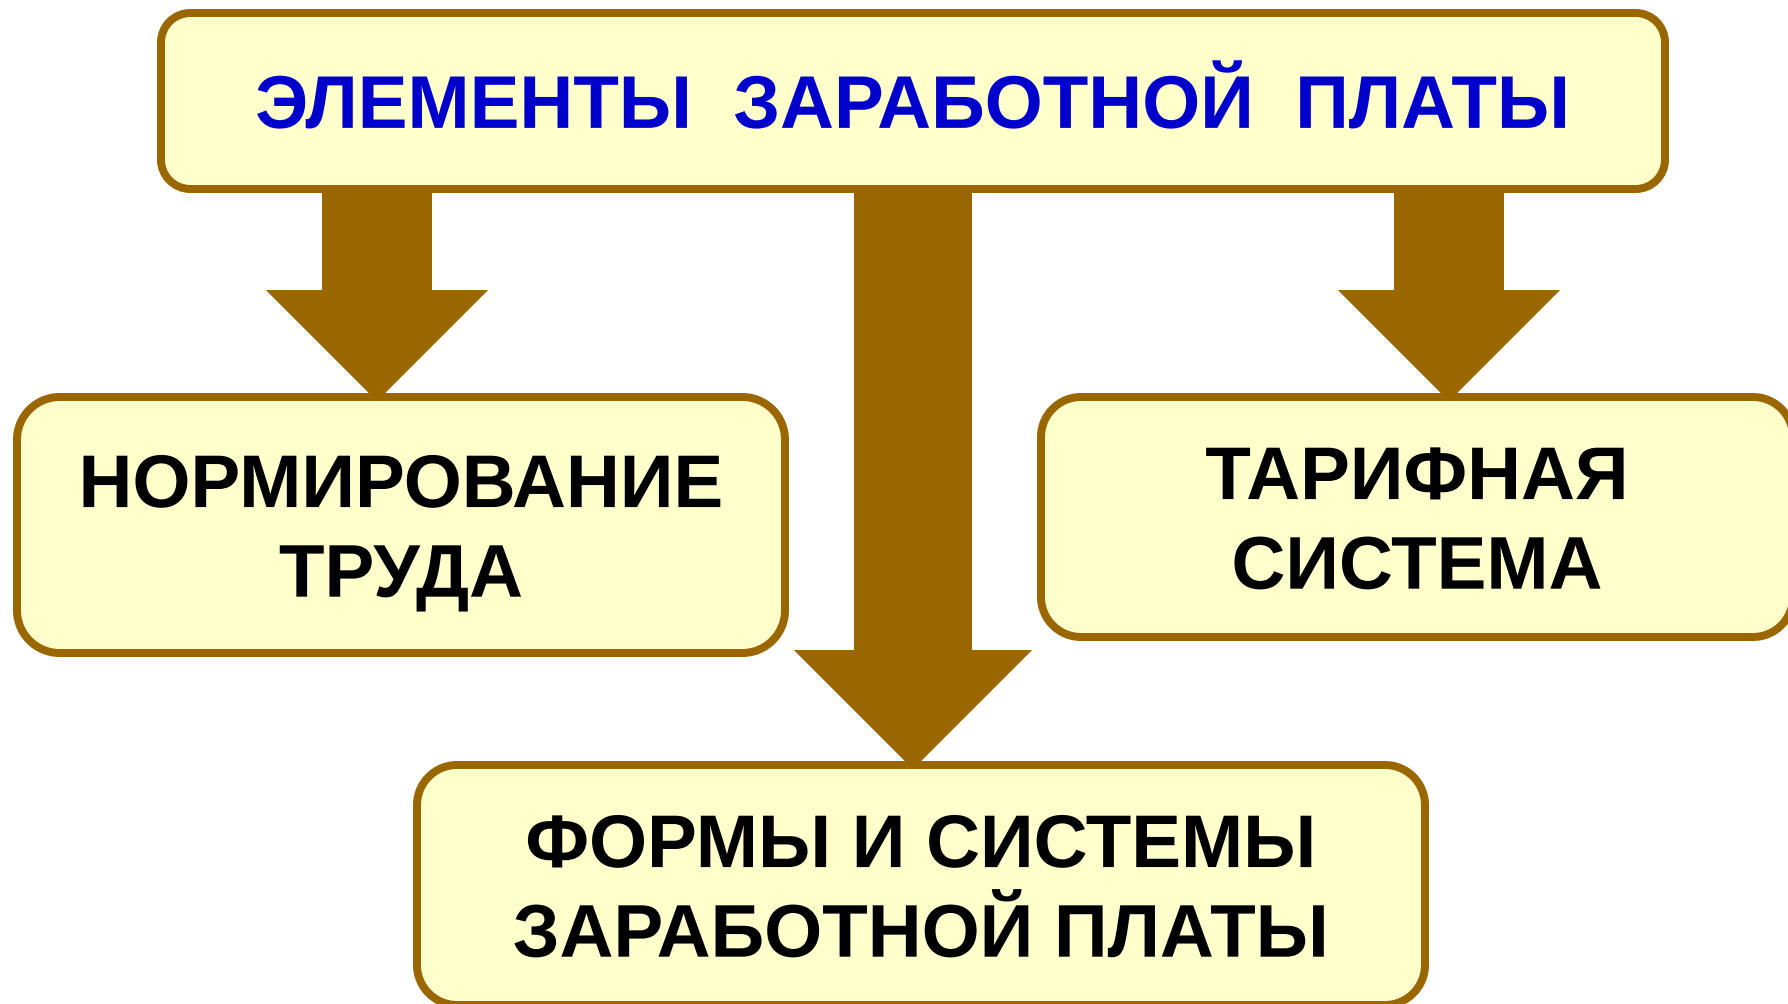 ЭЛЕМЕНТЫ ЗАРАБОТНОЙ ПЛАТЫ
НОРМИРОВАНИЕ
ТРУДА
ТАРИФНАЯ
СИСТЕМА
ФОРМЫ И СИСТЕМЫ
ЗАРАБОТНОЙ ПЛАТЫ